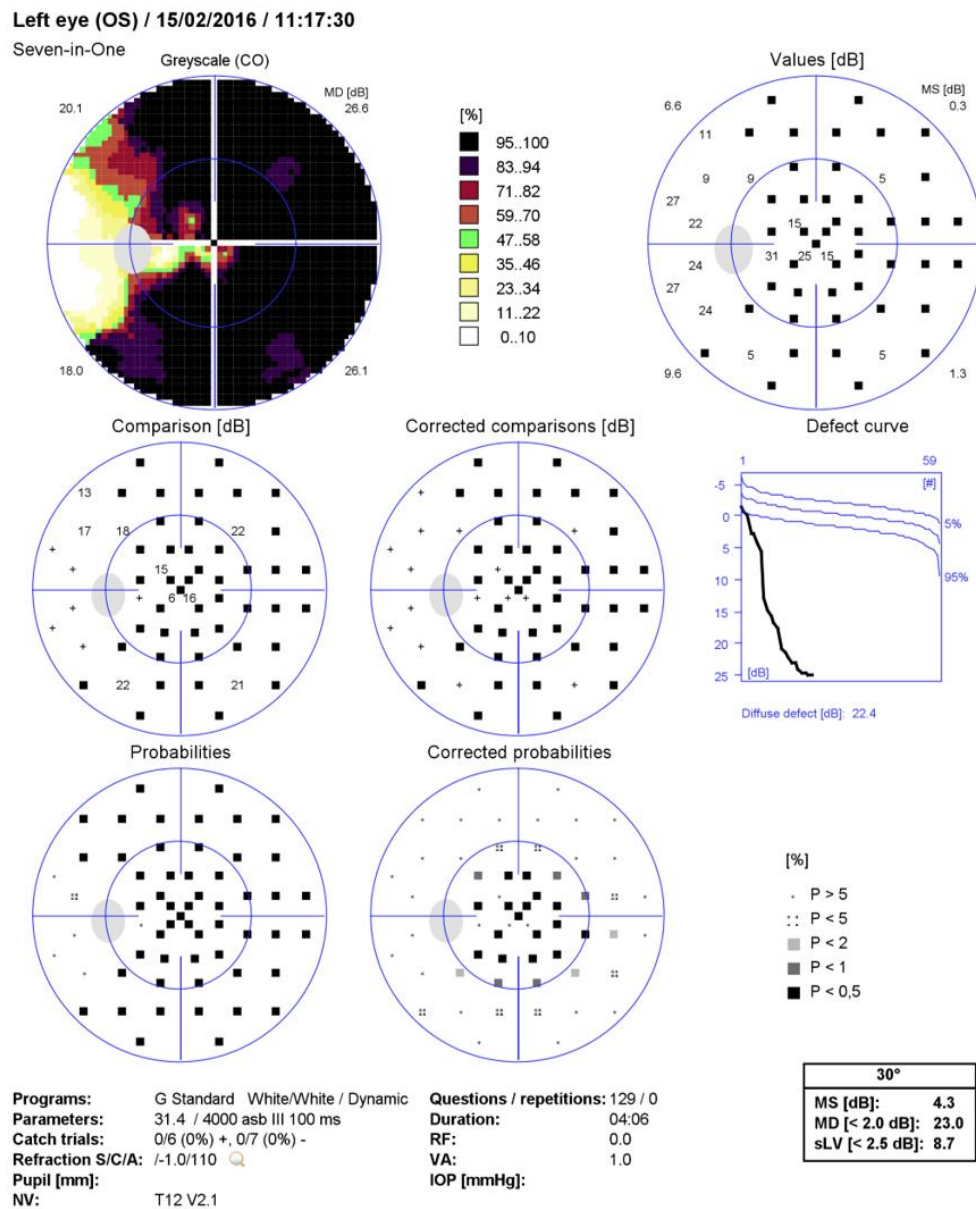 Left eye (OS) / 15/02/2016 / 11:17:30
Seven-in-One
Greyscale (CO)
MD [dB]
20.1
26.6
18.0
26.1
[%]
95..100
83..94
71..82
59..70
47..58
35..46
23..34
11..22
0..10
Values [dB]
MS [dB]
6.6
0.3
11
9 9 5
27
22 15
31 25 15
24
27
24
5 5
9.6
1.3
Comparison [dB]
13
17 18 22
+
+ 15
+ 6 16
+
+
+
22 21
Corrected comparisons [dB]
+
+ + +
+
+ +
+ + +
+
+
+
+ +
Defect curve
1 59
[#]
-5
0
5
10
15
20
25
5%
95%
[dB]
Diffuse defect [dB]: 22.4
Probabilities
Corrected probabilities
[%]
P > 5
P < 5
P < 2
P < 1
P < 0,5
Programs: G Standard White/White / Dynamic
Parameters: 31.4 / 4000 asb III 100 ms
Catch trials: 0/6 (0%) +, 0/7 (0%) -
Refraction S/C/A: /-1.0/110
Pupil [mm]:
NV: T12 V2.1
Questions / repetitions: 129 / 0
Duration: 04:06
RF: 0.0
VA: 1.0
IOP [mmHg]:
30°
MS [dB]: 4.3
MD [< 2.0 dB]: 23.0
sLV [< 2.5 dB]: 8.7